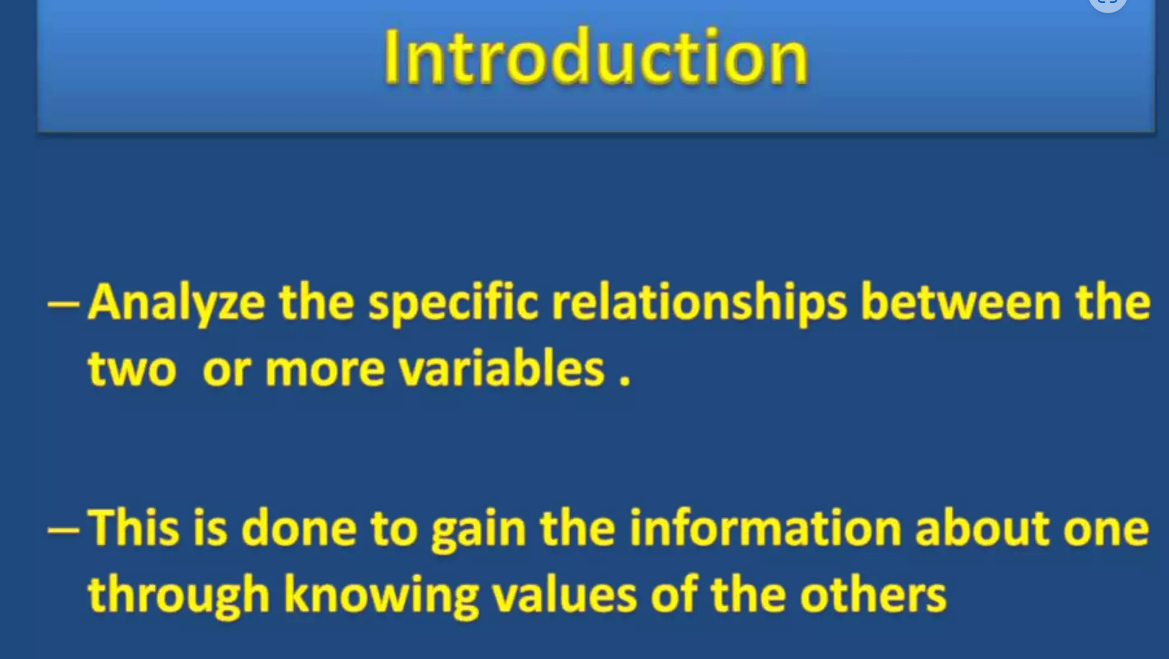 Introduction
– Analyze the specific relationships between the
two  or more variables .
– This is done to gain the information about one
through knowing values of the others